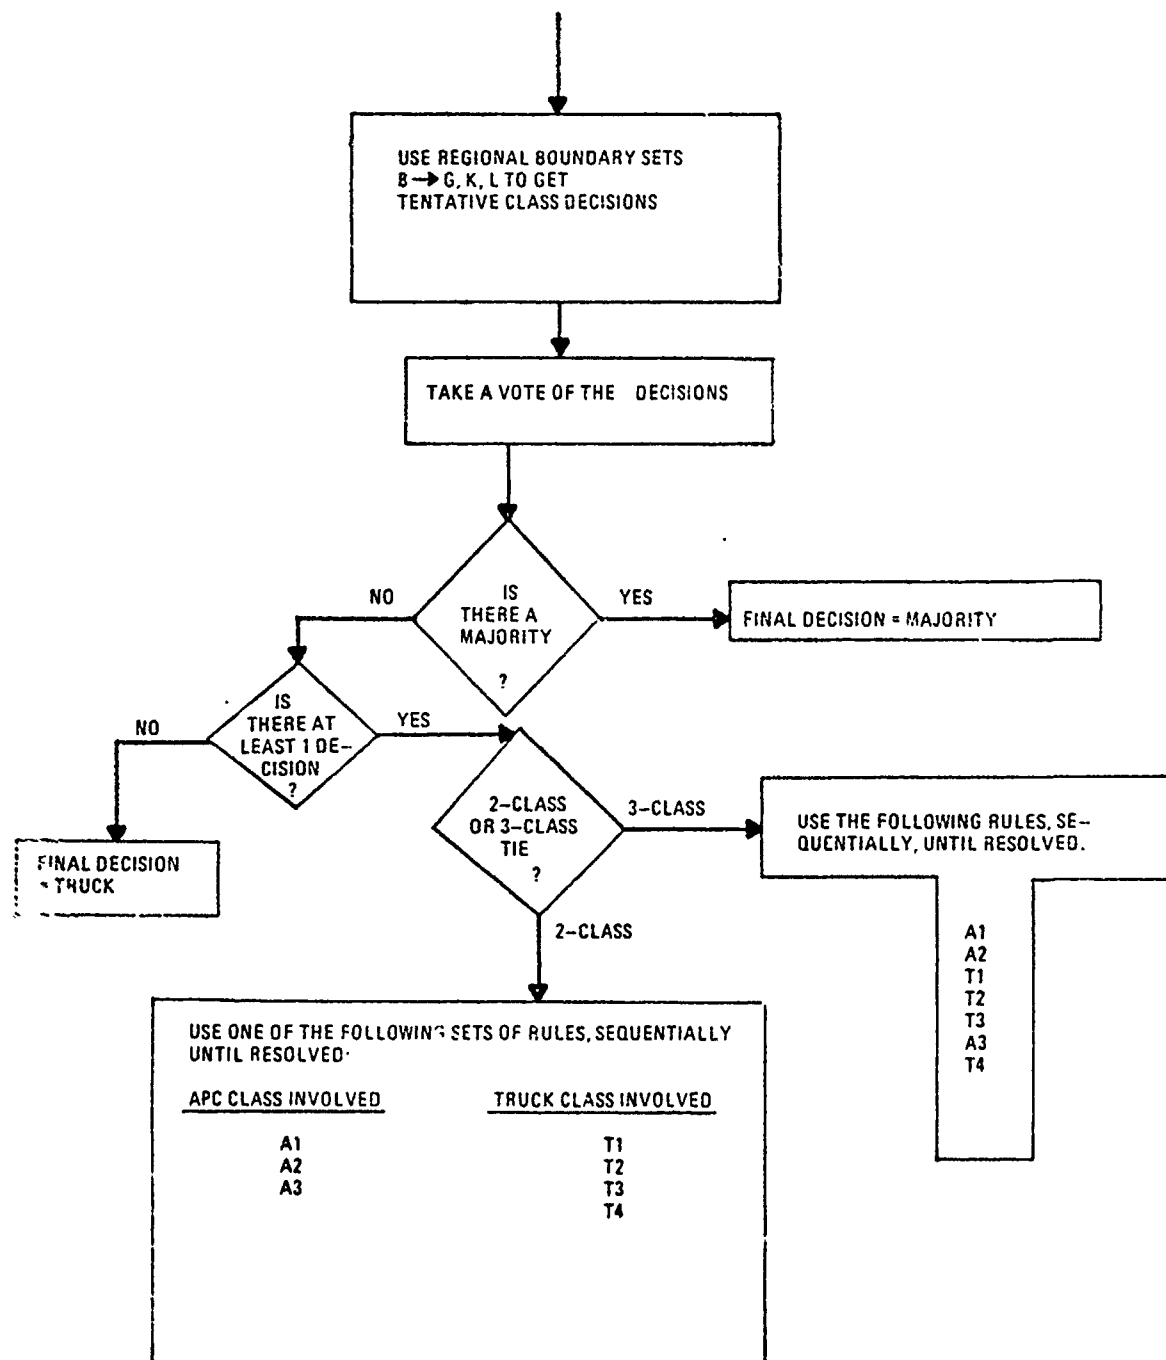 USE REGIONAL BOUNDARY SETS
B → G, K, L TO GET
TENTATIVE CLASS DECISIONS
TAKE A VOTE OF THE DECISIONS
IS
THERE A
MAJORITY
?
NO
YES
FINAL DECISION = MAJORITY
IS
THERE AT
LEAST 1 DE-
CISION
?
NO
YES
FINAL DECISION
= TRUCK
2-CLASS
OR 3-CLASS
TIE
?
3-CLASS
2-CLASS
USE THE FOLLOWING RULES, SE-
QUENTIALLY, UNTIL RESOLVED.
A1
A2
T1
T2
T3
A3
T4
USE ONE OF THE FOLLOWING SETS OF RULES, SEQUENTIALLY
UNTIL RESOLVED:
APC CLASS INVOLVED
A1
A2
A3
TRUCK CLASS INVOLVED
T1
T2
T3
T4